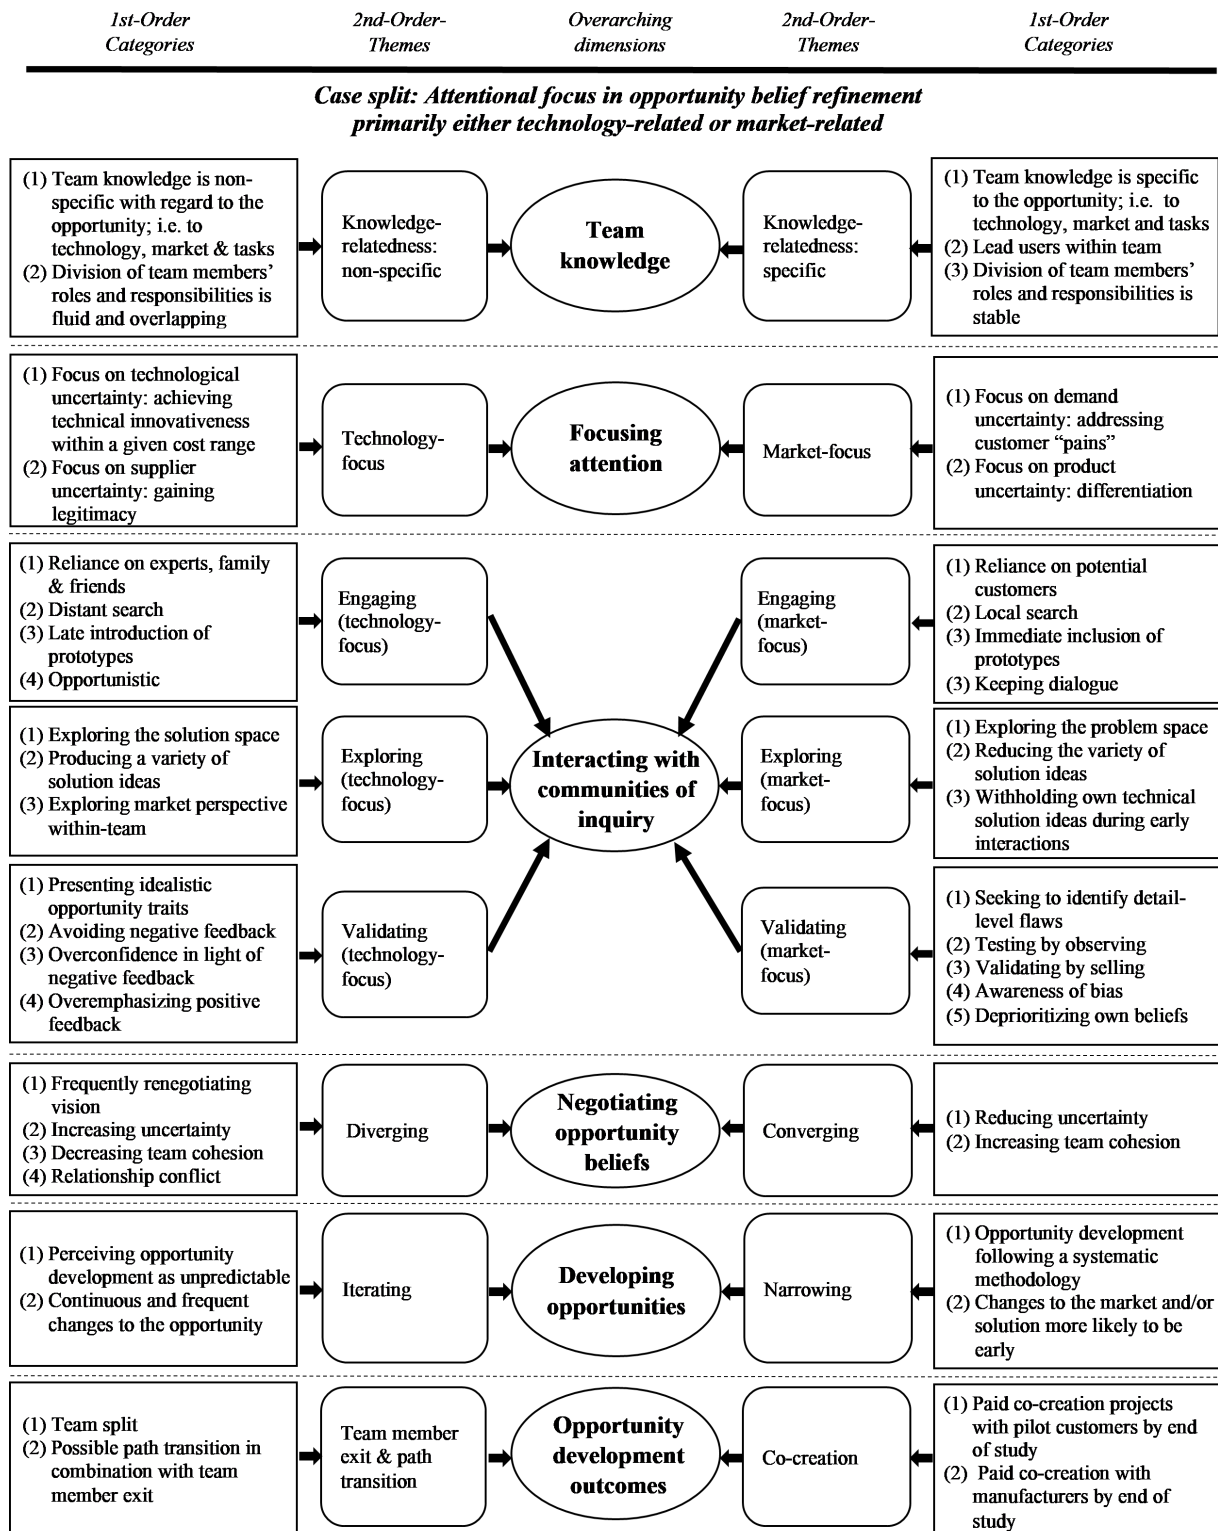 1st-Order
Categories
2nd-Order-
Themes
Overarching
dimensions
2nd-Order-
Themes
1st-Order
Categories
Case split: Attentional focus in opportunity belief refinement
primarily either technology-related or market-related
(1) Team knowledge is non-
specific with regard to the
opportunity; i.e. to
technology, market & tasks
(2) Division of team members’
roles and responsibilities is
fluid and overlapping
Knowledge-
relatedness:
non-specific
Team
knowledge
Knowledge-
relatedness:
specific
(1) Team knowledge is specific
to the opportunity; i.e. to
technology, market and tasks
(2) Lead users within team
(3) Division of team members’
roles and responsibilities is
stable
(1) Focus on technological
uncertainty: achieving
technical innovativeness
within a given cost range
(2) Focus on supplier
uncertainty: gaining
legitimacy
Technology-
focus
Focusing
attention
Market-focus
(1) Focus on demand
uncertainty: addressing
customer “pains”
(2) Focus on product
uncertainty: differentiation
(1) Reliance on experts, family
& friends
(2) Distant search
(3) Late introduction of
prototypes
(4) Opportunistic
Engaging
(technology-
focus)
Engaging
(market-
focus)
(1) Reliance on potential
customers
(2) Local search
(3) Immediate inclusion of
prototypes
(3) Keeping dialogue
(1) Exploring the solution space
(2) Producing a variety of
solution ideas
(3) Exploring market perspective
within-team
Exploring
(technology-
focus)
Interacting with
communities of
inquiry
Exploring
(market-
focus)
(1) Exploring the problem space
(2) Reducing the variety of
solution ideas
(3) Withholding own technical
solution ideas during early
interactions
(1) Presenting idealistic
opportunity traits
(2) Avoiding negative feedback
(3) Overconfidence in light of
negative feedback
(4) Overemphasizing positive
feedback
Validating
(technology-
focus)
Validating
(market-
focus)
(1) Seeking to identify detail-
level flaws
(2) Testing by observing
(3) Validating by selling
(4) Awareness of bias
(5) Deprioritizing own beliefs
(1) Frequently renegotiating
vision
(2) Increasing uncertainty
(3) Decreasing team cohesion
(4) Relationship conflict
Diverging
Negotiating
opportunity
beliefs
Converging
(1) Reducing uncertainty
(2) Increasing team cohesion
(1) Perceiving opportunity
development as unpredictable
(2) Continuous and frequent
changes to the opportunity
Iterating
Developing
opportunities
Narrowing
(1) Opportunity development
following a systematic
methodology
(2) Changes to the market and/or
solution more likely to be
early
(1) Team split
(2) Possible path transition in
combination with team
member exit
Team member
exit & path
transition
Opportunity
development
outcomes
Co-creation
(1) Paid co-creation projects
with pilot customers by end
of study
(2) Paid co-creation with
manufacturers by end of
study